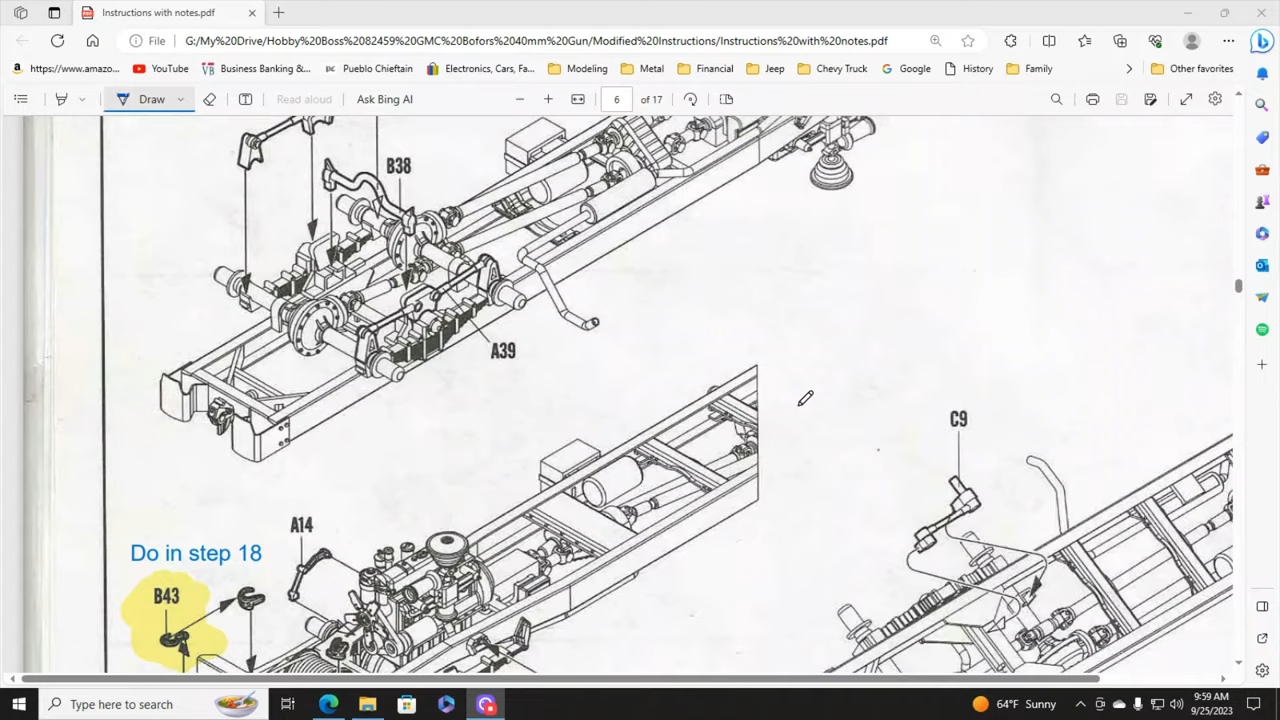 Instructions with notes.pdf
File
G:/My%20Drive/Hobby%20Boss%2082459%20GMC%20Bofors%2040mm%20Gun/Modified%20Instructions/Instructions%20with%20notes.pdf
https://www.amazo... YouTube Business Banking &... Pueblo Chieftain Electronics, Cars, Fa... Modeling Metal Financial Jeep Chevy Truck Google History Family Other favorites
Draw Read aloud Ask Bing AI 6 of 17
B38
A39
C9
A14
Do in step 18
B43
Type here to search
64°F Sunny
9:59 AM
9/25/2023